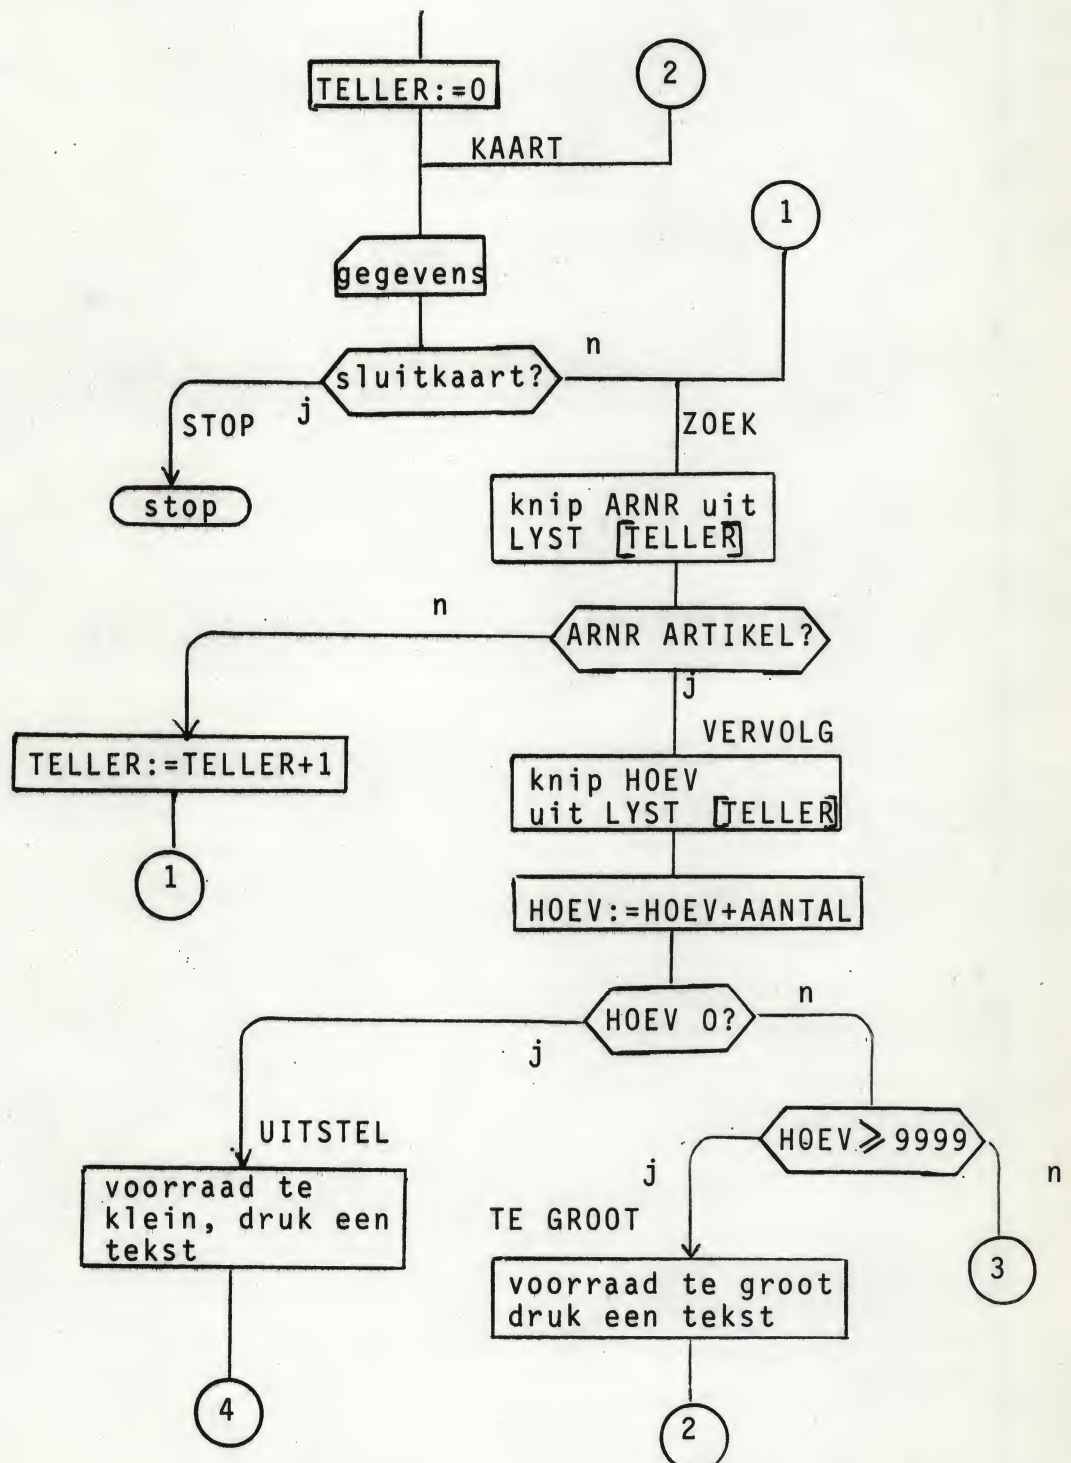 TELLER:=0
2
KAART
1
gegevens
n
sluitkaart?
j
STOP
ZOEK
stop
knip ARNR uit
LYST [TELLER]
n
ARNR ARTIKEL?
j
VERVOLG
TELLER:=TELLER+1
knip HOEV
uit LYST [TELLER]
1
HOEV:=HOEV+AANTAL
n
HOEV 0?
j
UITSTEL
HOEV ⩾ 9999
j
n
voorraad te
klein, druk een
tekst
TE GROOT
3
voorraad te groot
druk een tekst
4
2